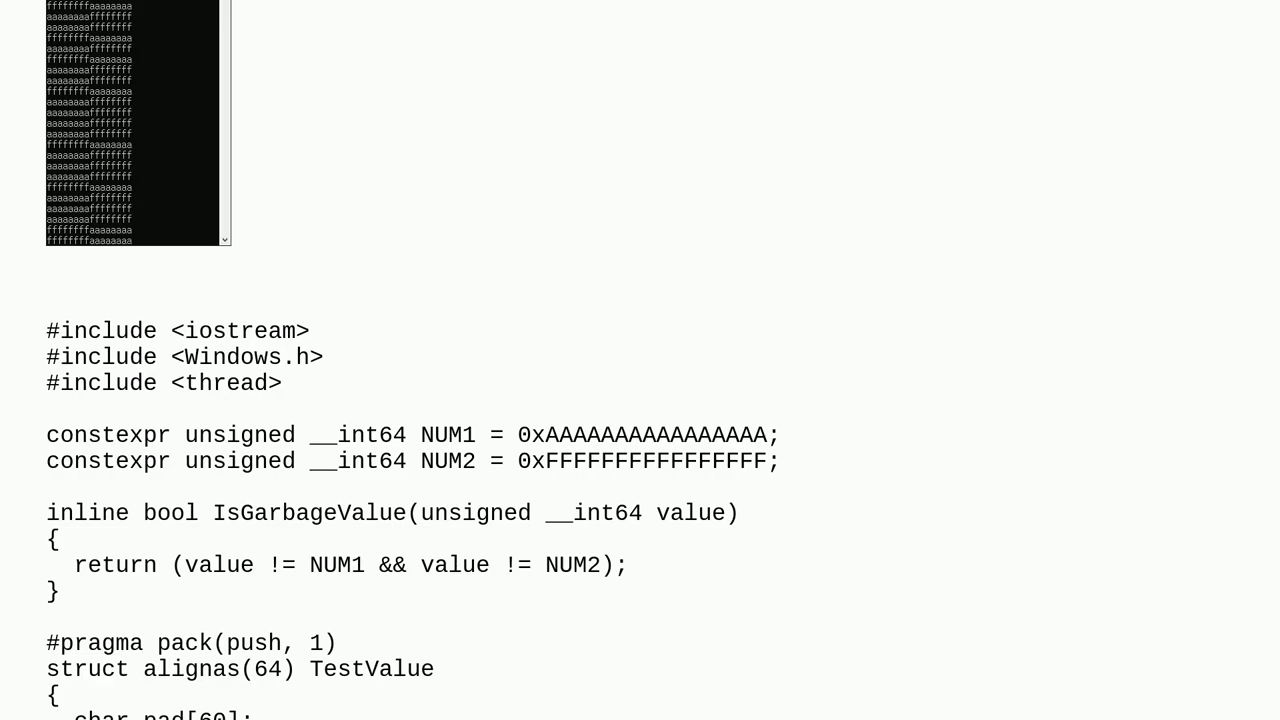 ffffffffaaaaaaaa
aaaaaaaaffffffff
aaaaaaaaffffffff
ffffffffaaaaaaaa
aaaaaaaaffffffff
ffffffffaaaaaaaa
aaaaaaaaffffffff
aaaaaaaaffffffff
ffffffffaaaaaaaa
aaaaaaaaffffffff
aaaaaaaaffffffff
aaaaaaaaffffffff
aaaaaaaaffffffff
ffffffffaaaaaaaa
aaaaaaaaffffffff
aaaaaaaaffffffff
aaaaaaaaffffffff
ffffffffaaaaaaaa
aaaaaaaaffffffff
aaaaaaaaffffffff
aaaaaaaaffffffff
ffffffffaaaaaaaa
ffffffffaaaaaaaa
#include <iostream>
#include <Windows.h>
#include <thread>
constexpr unsigned __int64 NUM1 = 0xAAAAAAAAAAAAAAAA;
constexpr unsigned __int64 NUM2 = 0xFFFFFFFFFFFFFFFF;
inline bool IsGarbageValue(unsigned __int64 value)
{
  return (value != NUM1 && value != NUM2);
}
#pragma pack(push, 1)
struct alignas(64) TestValue
{
  char pad[60];